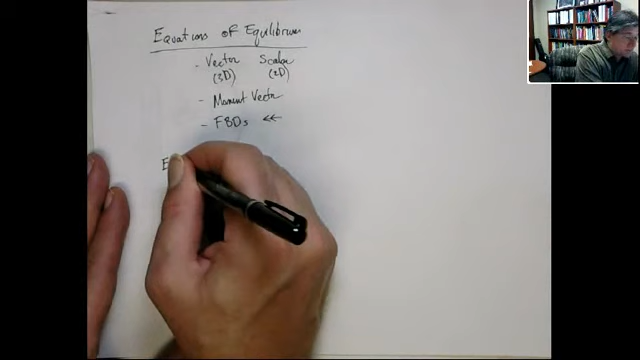 Equations of Equilibrium
- Vector Scalar
(3D) (2D)
- Moment Vector
- FBDs <<-
E